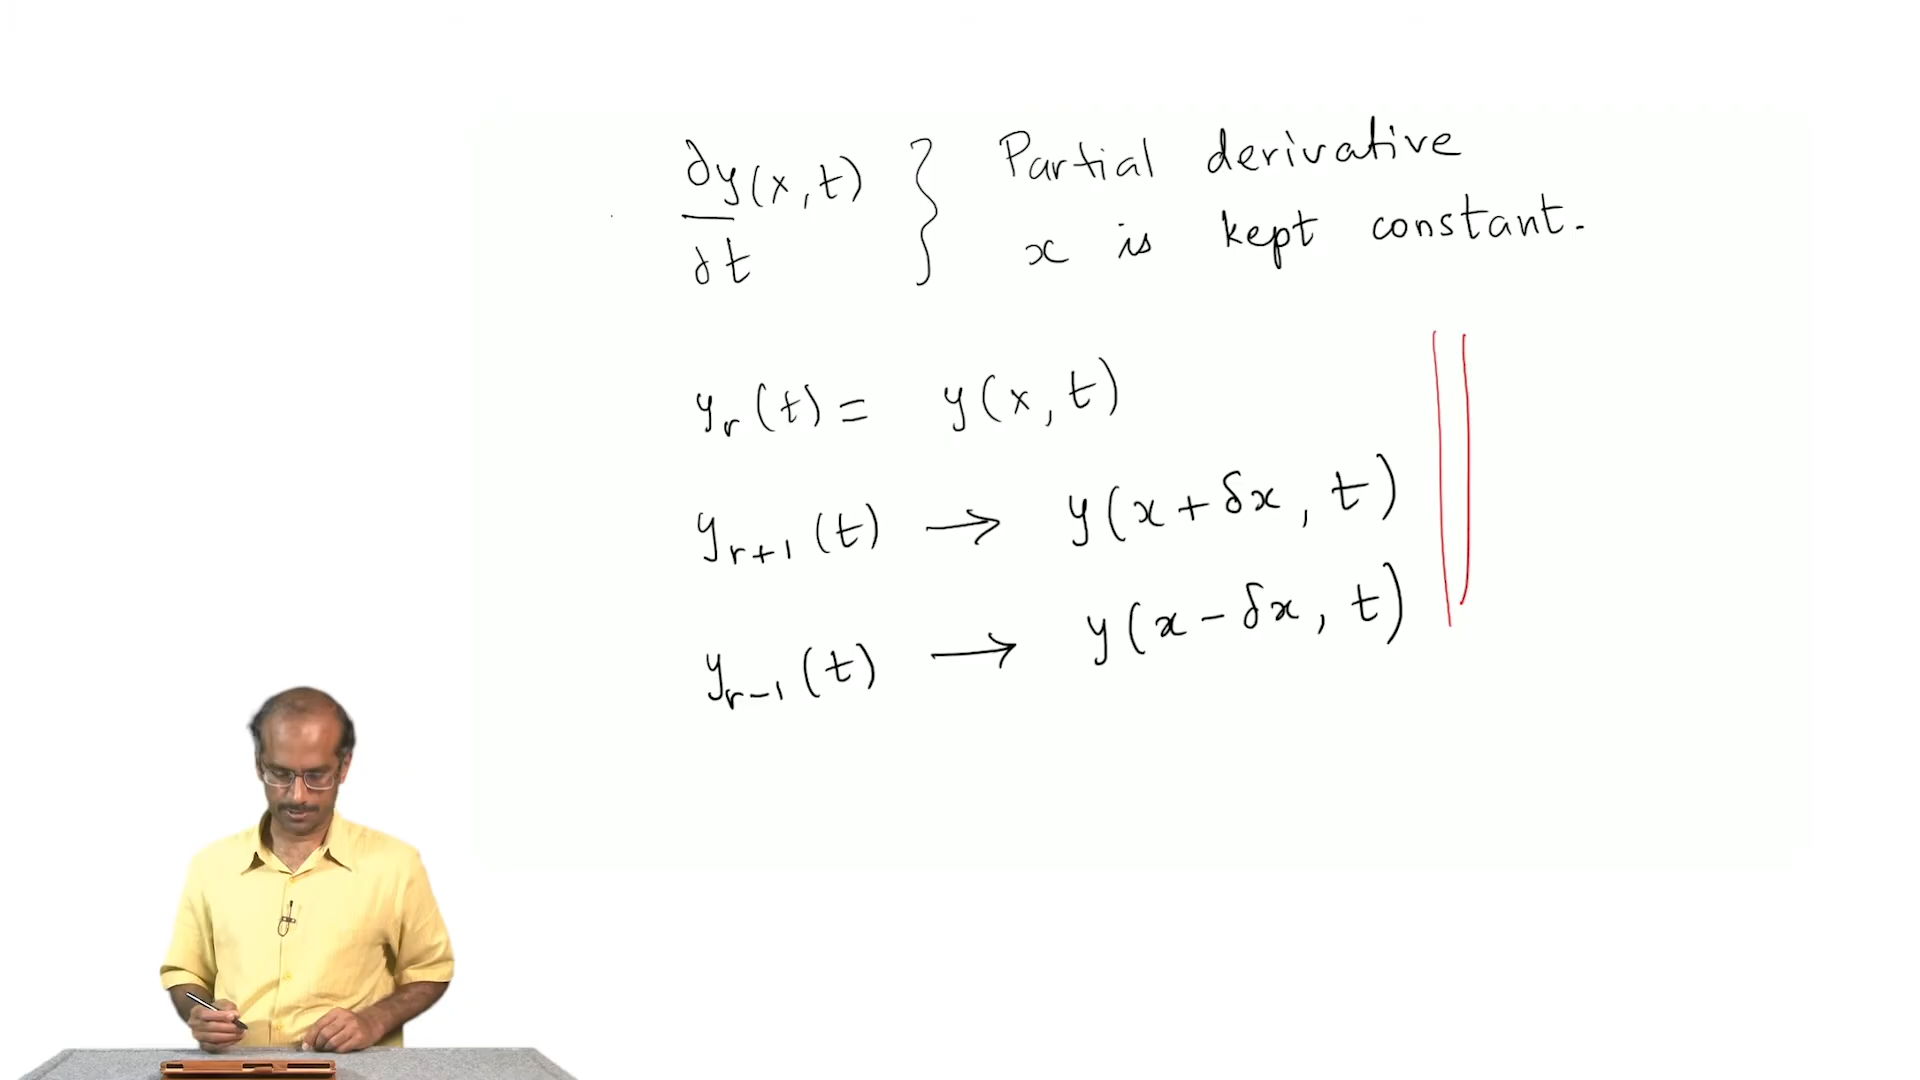 ∂y(x,t) } Partial derivative
∂t x is kept constant.
y_r(t) = y(x,t)
y_{r+1}(t) → y(x+δx, t)
y_{r-1}(t) → y(x-δx, t)